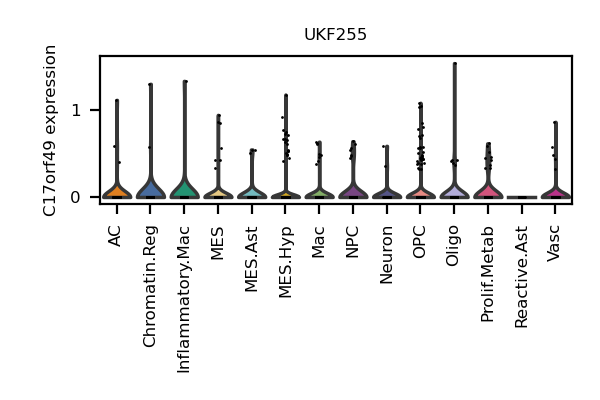 UKF255
C17orf49 expression
1
0
AC
Chromatin.Reg
Inflammatory.Mac
MES
MES.Ast
MES.Hyp
Mac
NPC
Neuron
OPC
Oligo
Prolif.Metab
Reactive.Ast
Vasc